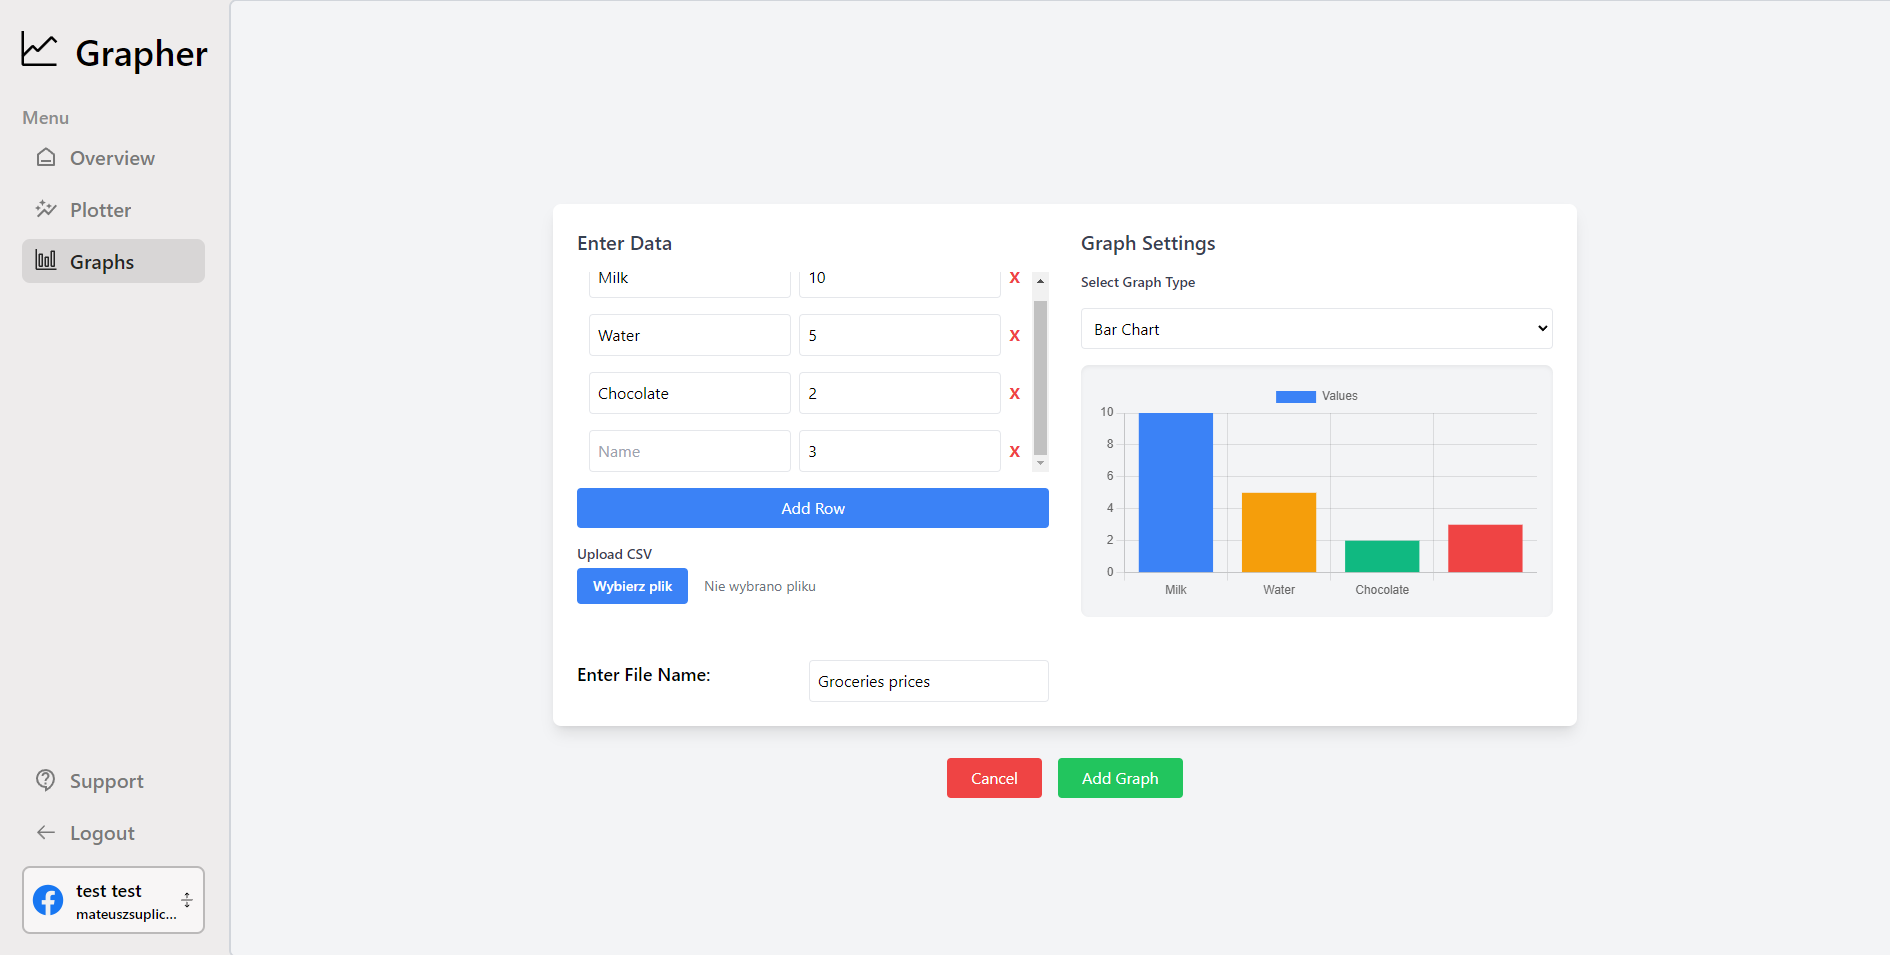 Grapher
Menu
Overview
Plotter
Graphs
Support
Logout
test test
mateuszsuplic...
Enter Data
Milk 10 X
Water 5 X
Chocolate 2 X
Name 3 X
Add Row
Upload CSV
Wybierz plik Nie wybrano pliku
Enter File Name: Groceries prices
Graph Settings
Select Graph Type
Bar Chart
Values
10
8
6
4
2
0
Milk Water Chocolate
Cancel Add Graph